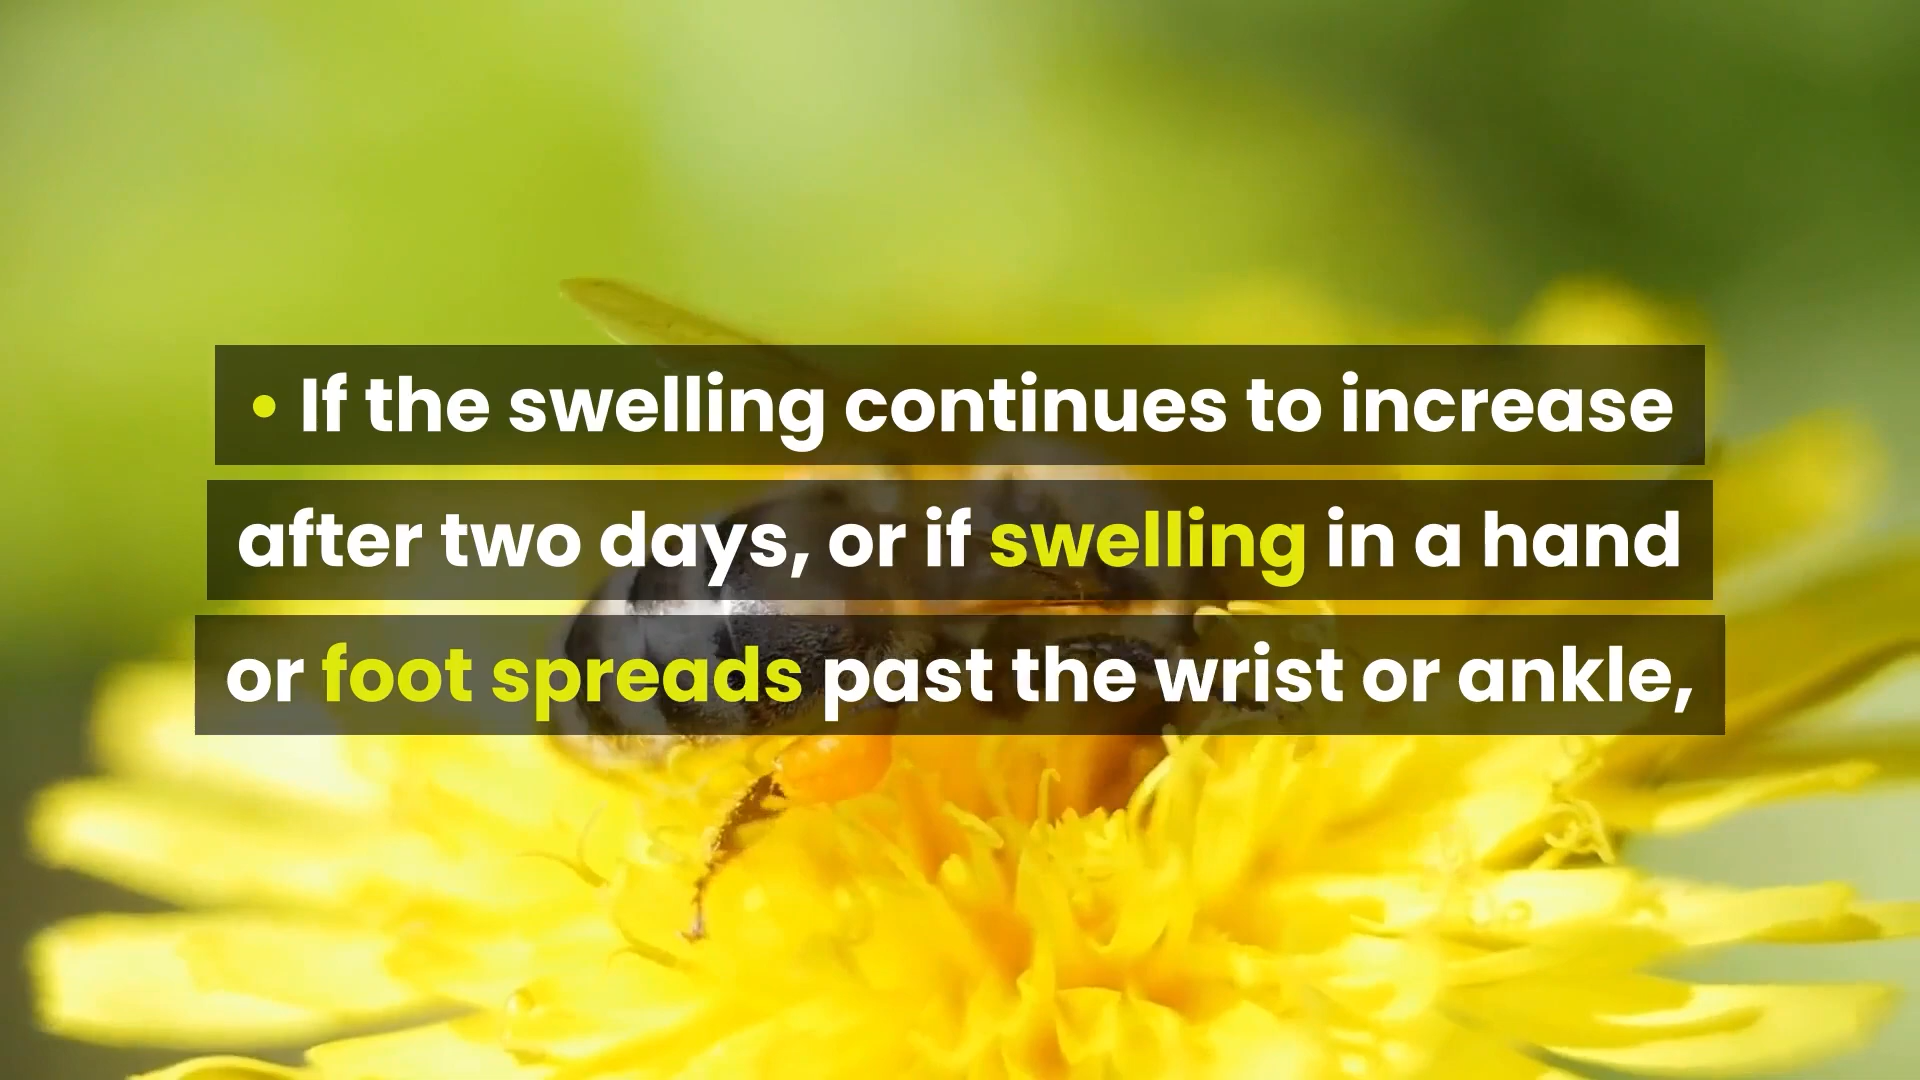 • If the swelling continues to increase
after two days, or if swelling in a hand
or foot spreads past the wrist or ankle,